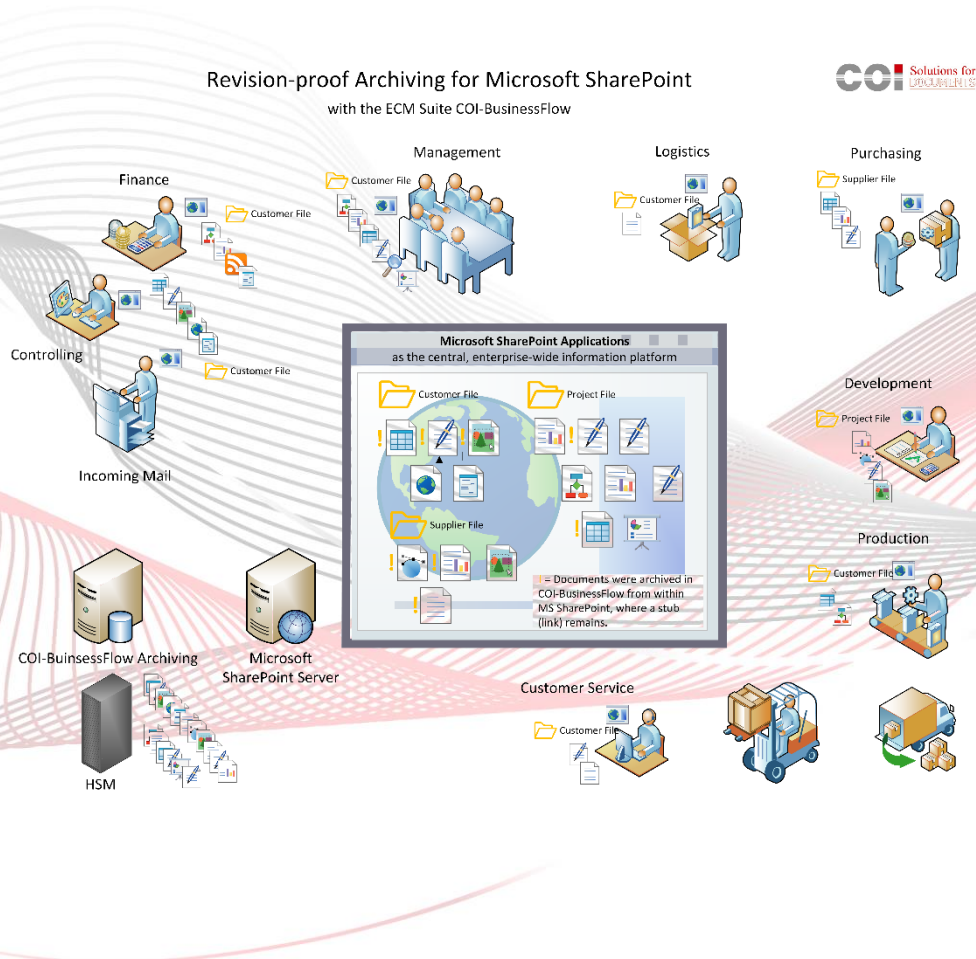 Revision-proof Archiving for Microsoft SharePoint
with the ECM Suite COI-BusinessFlow
COI Solutions for
DOCUMENTS
Management
Logistics
Purchasing
Finance
Customer File
Customer File
Customer File
Supplier File
Controlling
Customer File
Incoming Mail
Microsoft SharePoint Applications
as the central, enterprise-wide information platform
Customer File
Project File
Supplier File
! = Documents were archived in
COI-BusinessFlow from within
MS SharePoint, where a stub
(link) remains.
Development
Project File
Production
Customer File
COI-BuinsessFlow Archiving
Microsoft
SharePoint Server
HSM
Customer Service
Customer File